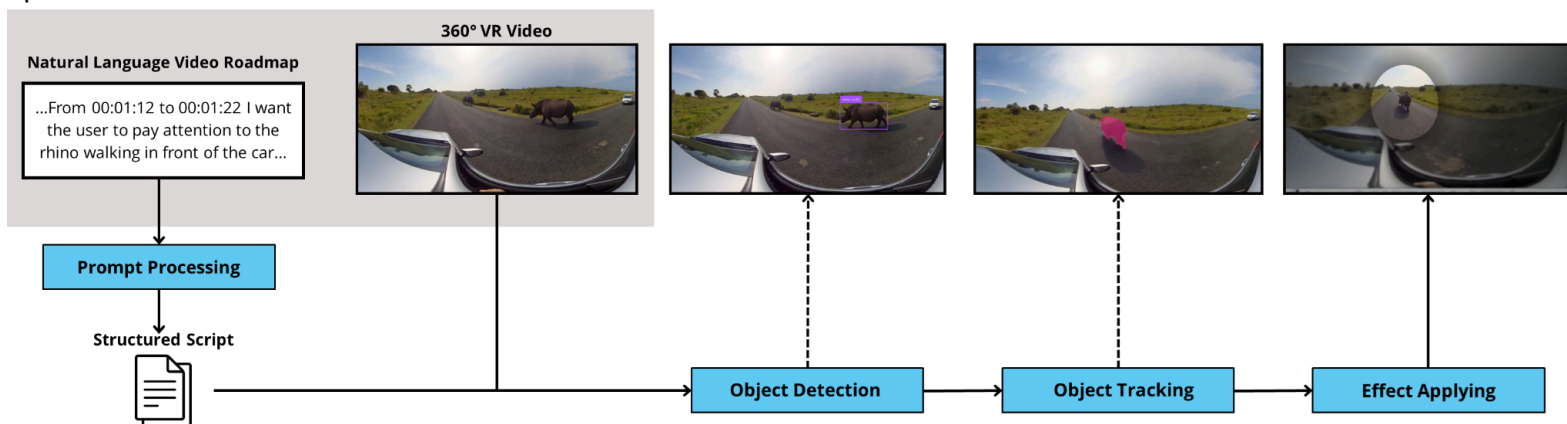 360° VR Video
Natural Language Video Roadmap
...From 00:01:12 to 00:01:22 I want
the user to pay attention to the
rhino walking in front of the car...
Prompt Processing
Structured Script
Object Detection
Object Tracking
Effect Applying